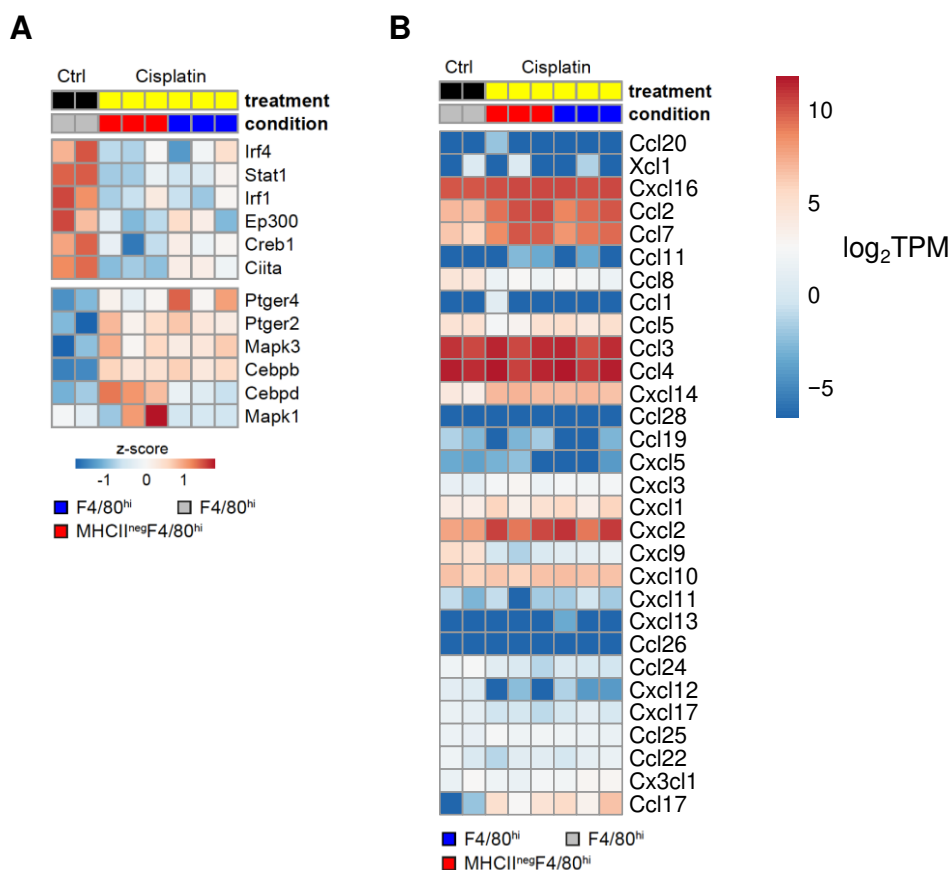 A
Ctrl Cisplatin
treatment
condition
Irf4
Stat1
Irf1
Ep300
Creb1
Ciita
Ptger4
Ptger2
Mapk3
Cebpb
Cebpd
Mapk1
z-score
-1 0 1
F4/80hi F4/80hi
MHCIInegF4/80hi
B
Ctrl Cisplatin
treatment
condition
Ccl20
Xcl1
Cxcl16
Ccl2
Ccl7
Ccl11
Ccl8
Ccl1
Ccl5
Ccl3
Ccl4
Cxcl14
Ccl28
Ccl19
Cxcl5
Cxcl3
Cxcl1
Cxcl2
Cxcl9
Cxcl10
Cxcl11
Cxcl13
Ccl26
Ccl24
Cxcl12
Cxcl17
Ccl25
Ccl22
Cx3cl1
Ccl17
F4/80hi F4/80hi
MHCIInegF4/80hi
10
5
0
−5
log2TPM